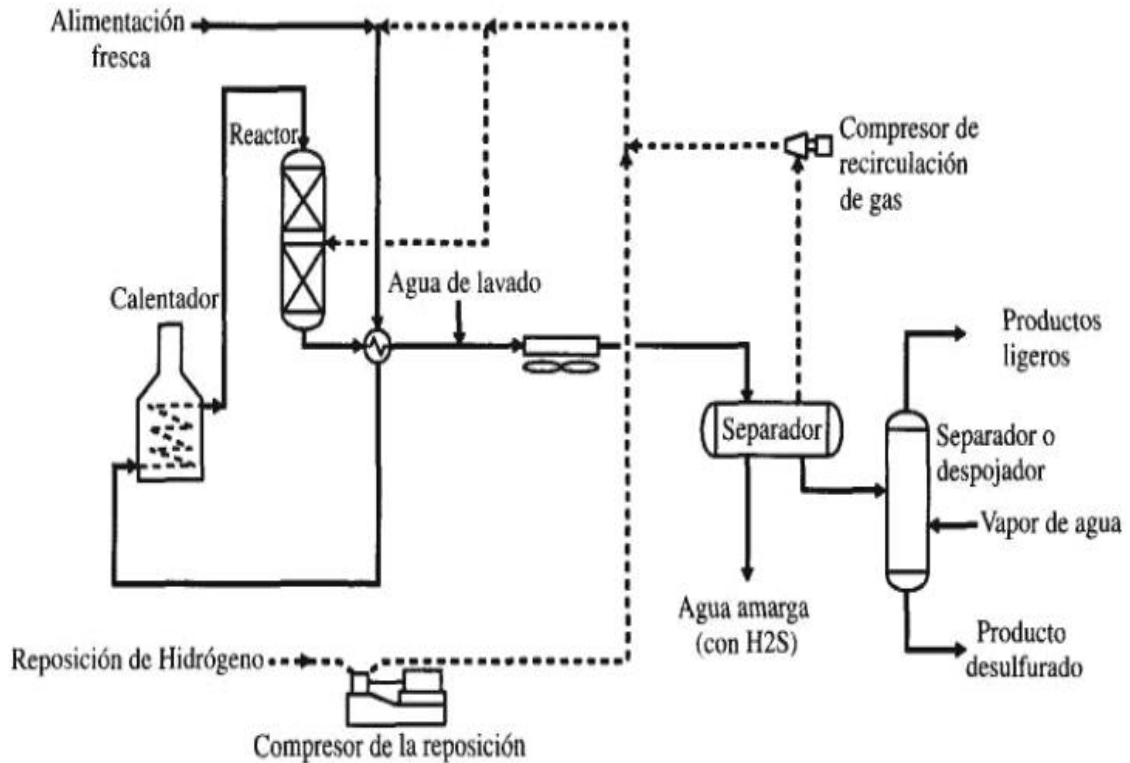 Alimentación
fresca
Reactor
Compresor de
recirculación
de gas
Calentador
Agua de lavado
Productos
ligeros
Separador
Separador o
despojador
Vapor de agua
Agua amarga
(con H2S)
Producto
desulfurado
Reposición de Hidrógeno
Compresor de la reposición